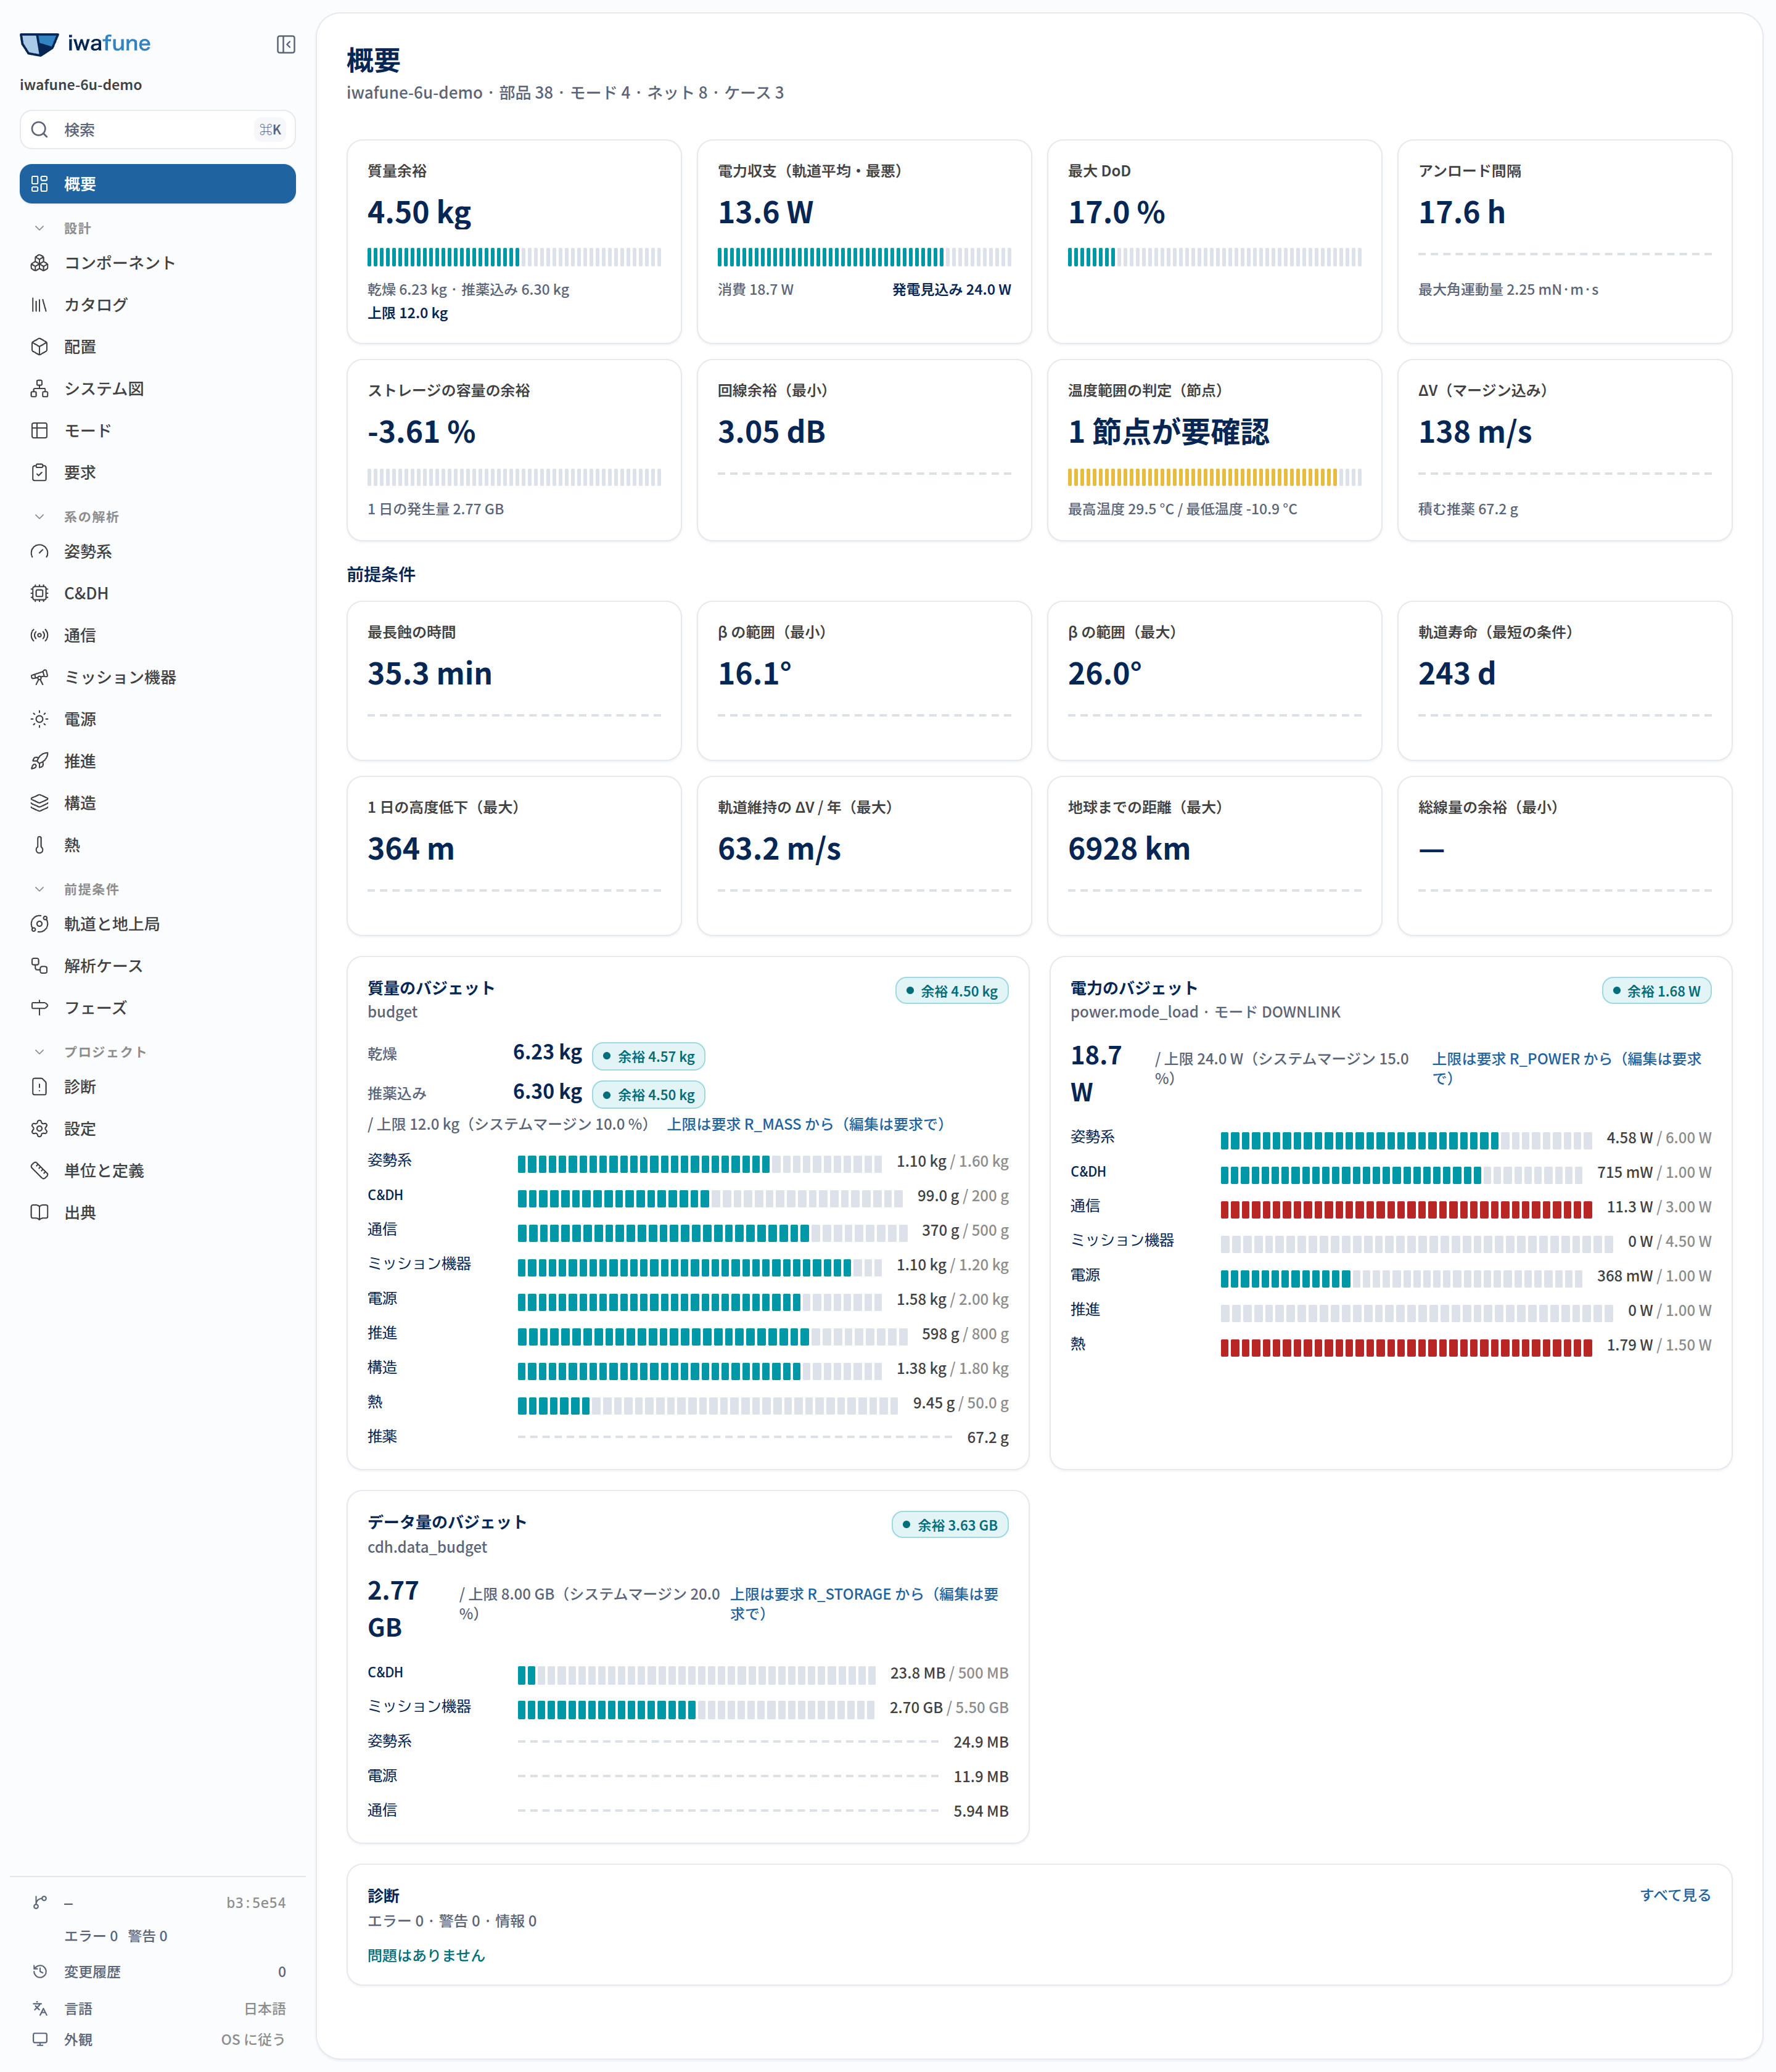 iwafune
iwafune-6u-demo
検索
⌘K
概要
設計
コンポーネント
カタログ
配置
システム図
モード
要求
系の解析
姿勢系
C&DH
通信
ミッション機器
電源
推進
構造
熱
前提条件
軌道と地上局
解析ケース
フェーズ
プロジェクト
診断
設定
単位と定義
出典
– b3:5e54
エラー 0 警告 0
変更履歴 0
言語 日本語
外観 OS に従う
概要
iwafune-6u-demo · 部品 38 · モード 4 · ネット 8 · ケース 3
質量余裕
4.50 kg
乾燥 6.23 kg · 推薬込み 6.30 kg
上限 12.0 kg
電力収支（軌道平均・最悪）
13.6 W
消費 18.7 W 発電見込み 24.0 W
最大 DoD
17.0 %
アンロード間隔
17.6 h
最大角運動量 2.25 mN·m·s
ストレージの容量の余裕
-3.61 %
1 日の発生量 2.77 GB
回線余裕（最小）
3.05 dB
温度範囲の判定（節点）
1 節点が要確認
最高温度 29.5 °C / 最低温度 -10.9 °C
ΔV（マージン込み）
138 m/s
積む推薬 67.2 g
前提条件
最長蝕の時間
35.3 min
β の範囲（最小）
16.1°
β の範囲（最大）
26.0°
軌道寿命（最短の条件）
243 d
1 日の高度低下（最大）
364 m
軌道維持の ΔV / 年（最大）
63.2 m/s
地球までの距離（最大）
6928 km
総線量の余裕（最小）
—
質量のバジェット
余裕 4.50 kg
budget
乾燥 6.23 kg 余裕 4.57 kg
推薬込み 6.30 kg 余裕 4.50 kg
/ 上限 12.0 kg（システムマージン 10.0 %） 上限は要求 R_MASS から（編集は要求で）
姿勢系 1.10 kg / 1.60 kg
C&DH 99.0 g / 200 g
通信 370 g / 500 g
ミッション機器 1.10 kg / 1.20 kg
電源 1.58 kg / 2.00 kg
推進 598 g / 800 g
構造 1.38 kg / 1.80 kg
熱 9.45 g / 50.0 g
推薬 67.2 g
電力のバジェット
余裕 1.68 W
power.mode_load · モード DOWNLINK
18.7
W
/ 上限 24.0 W（システムマージン 15.0
%）
上限は要求 R_POWER から（編集は要求
で）
姿勢系 4.58 W / 6.00 W
C&DH 715 mW / 1.00 W
通信 11.3 W / 3.00 W
ミッション機器 0 W / 4.50 W
電源 368 mW / 1.00 W
推進 0 W / 1.00 W
熱 1.79 W / 1.50 W
データ量のバジェット
余裕 3.63 GB
cdh.data_budget
2.77
GB
/ 上限 8.00 GB（システムマージン 20.0
%）
上限は要求 R_STORAGE から（編集は要
求で）
C&DH 23.8 MB / 500 MB
ミッション機器 2.70 GB / 5.50 GB
姿勢系 24.9 MB
電源 11.9 MB
通信 5.94 MB
診断
すべて見る
エラー 0 · 警告 0 · 情報 0
問題はありません